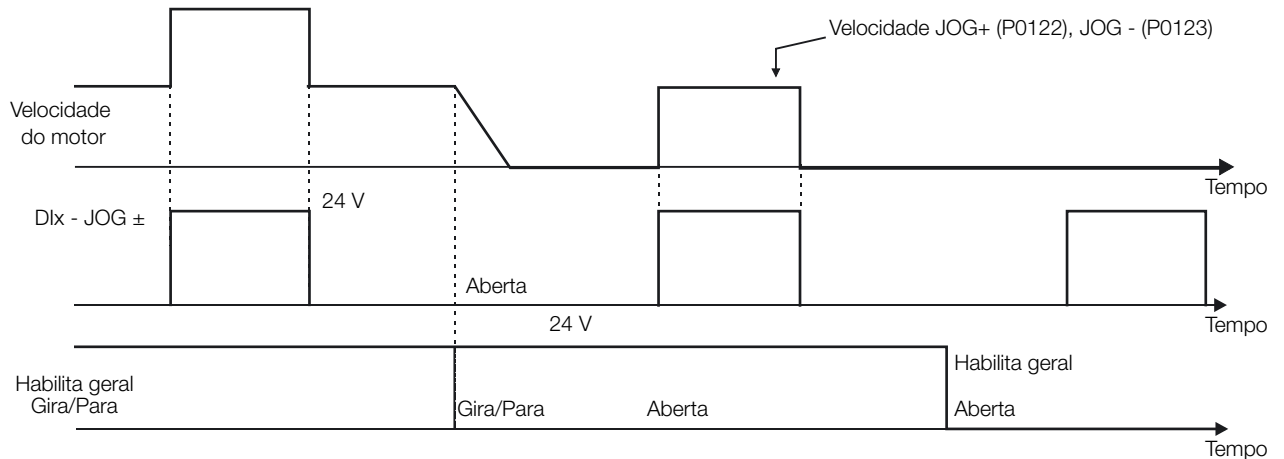 Velocidade JOG+ (P0122), JOG - (P0123)
Velocidade
do motor
Tempo
24 V
DIx - JOG ±
Aberta
Tempo
24 V
Habilita geral
Gira/Para
Gira/Para
Aberta
Habilita geral
Aberta
Tempo